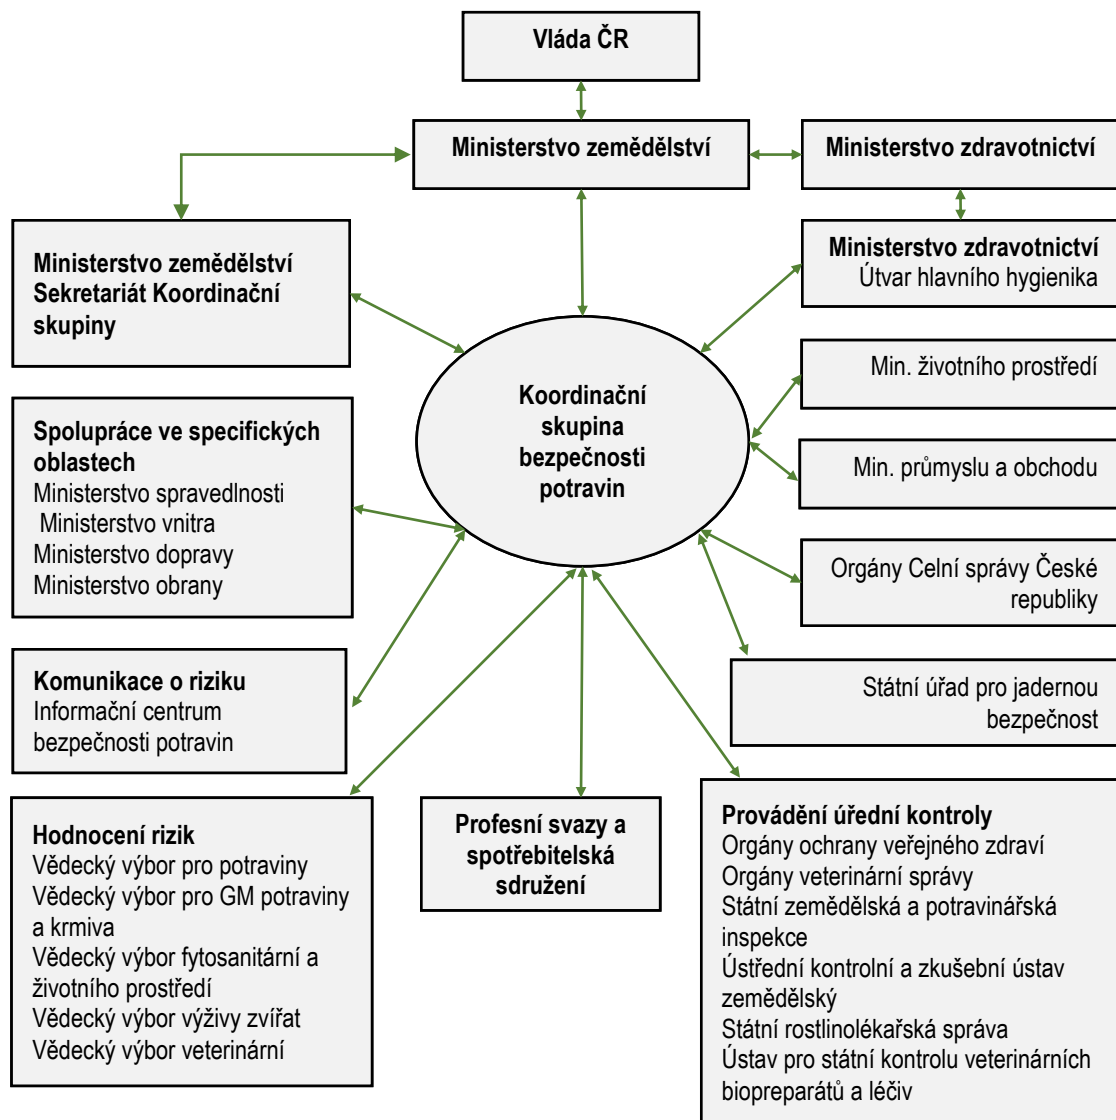 Vláda ČR
Ministerstvo zemědělství
Ministerstvo zdravotnictví
Ministerstvo zemědělství
Sekretariát Koordinační
skupiny
Ministerstvo zdravotnictví
Útvar hlavního hygienika
Koordinační
skupina
bezpečnosti
potravin
Min. životního prostředí
Spolupráce ve specifických
oblastech
Ministerstvo spravedlnosti
Ministerstvo vnitra
Ministerstvo dopravy
Ministerstvo obrany
Min. průmyslu a obchodu
Orgány Celní správy České
republiky
Komunikace o riziku
Informační centrum
bezpečnosti potravin
Státní úřad pro jadernou
bezpečnost
Hodnocení rizik
Vědecký výbor pro potraviny
Vědecký výbor pro GM potraviny
a krmiva
Vědecký výbor fytosanitární a
životního prostředí
Vědecký výbor výživy zvířat
Vědecký výbor veterinární
Profesní svazy a
spotřebitelská
sdružení
Provádění úřední kontroly
Orgány ochrany veřejného zdraví
Orgány veterinární správy
Státní zemědělská a potravinářská
inspekce
Ústřední kontrolní a zkušební ústav
zemědělský
Státní rostlinolékařská správa
Ústav pro státní kontrolu veterinárních
biopreparátů a léčiv